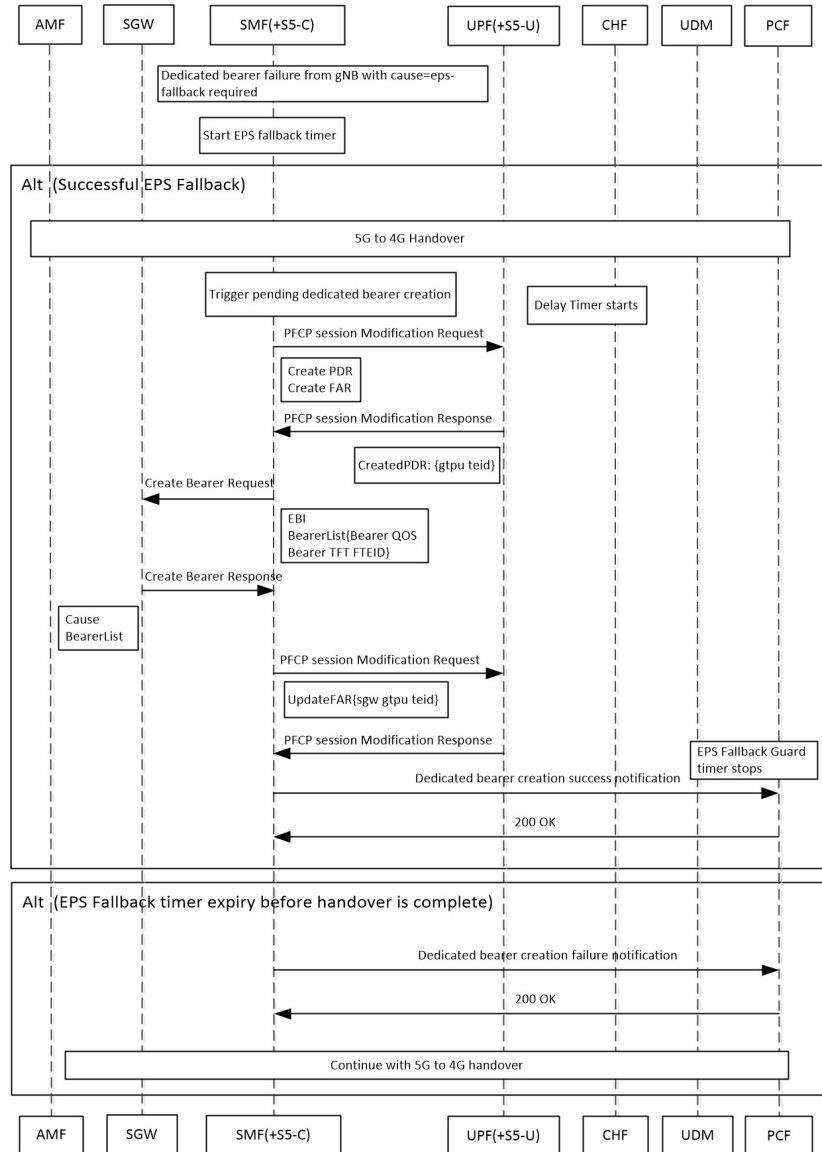 AMF
SGW
SMF(+S5-C)
UPF(+S5-U)
CHF
UDM
PCF
Dedicated bearer failure from gNB with cause=eps-
fallback required
Start EPS fallback timer
Alt (Successful EPS Fallback)
5G to 4G Handover
Trigger pending dedicated bearer creation
Delay Timer starts
PFCP session Modification Request
Create PDR
Create FAR
PFCP session Modification Response
CreatedPDR: {gtpu teid}
Create Bearer Request
EBI
BearerList{Bearer QOS
Bearer TFT FTEID}
Create Bearer Response
Cause
BearerList
PFCP session Modification Request
UpdateFAR{sgw gtpu teid}
PFCP session Modification Response
EPS Fallback Guard
timer stops
Dedicated bearer creation success notification
200 OK
Alt (EPS Fallback timer expiry before handover is complete)
Dedicated bearer creation failure notification
200 OK
Continue with 5G to 4G handover
AMF
SGW
SMF(+S5-C)
UPF(+S5-U)
CHF
UDM
PCF